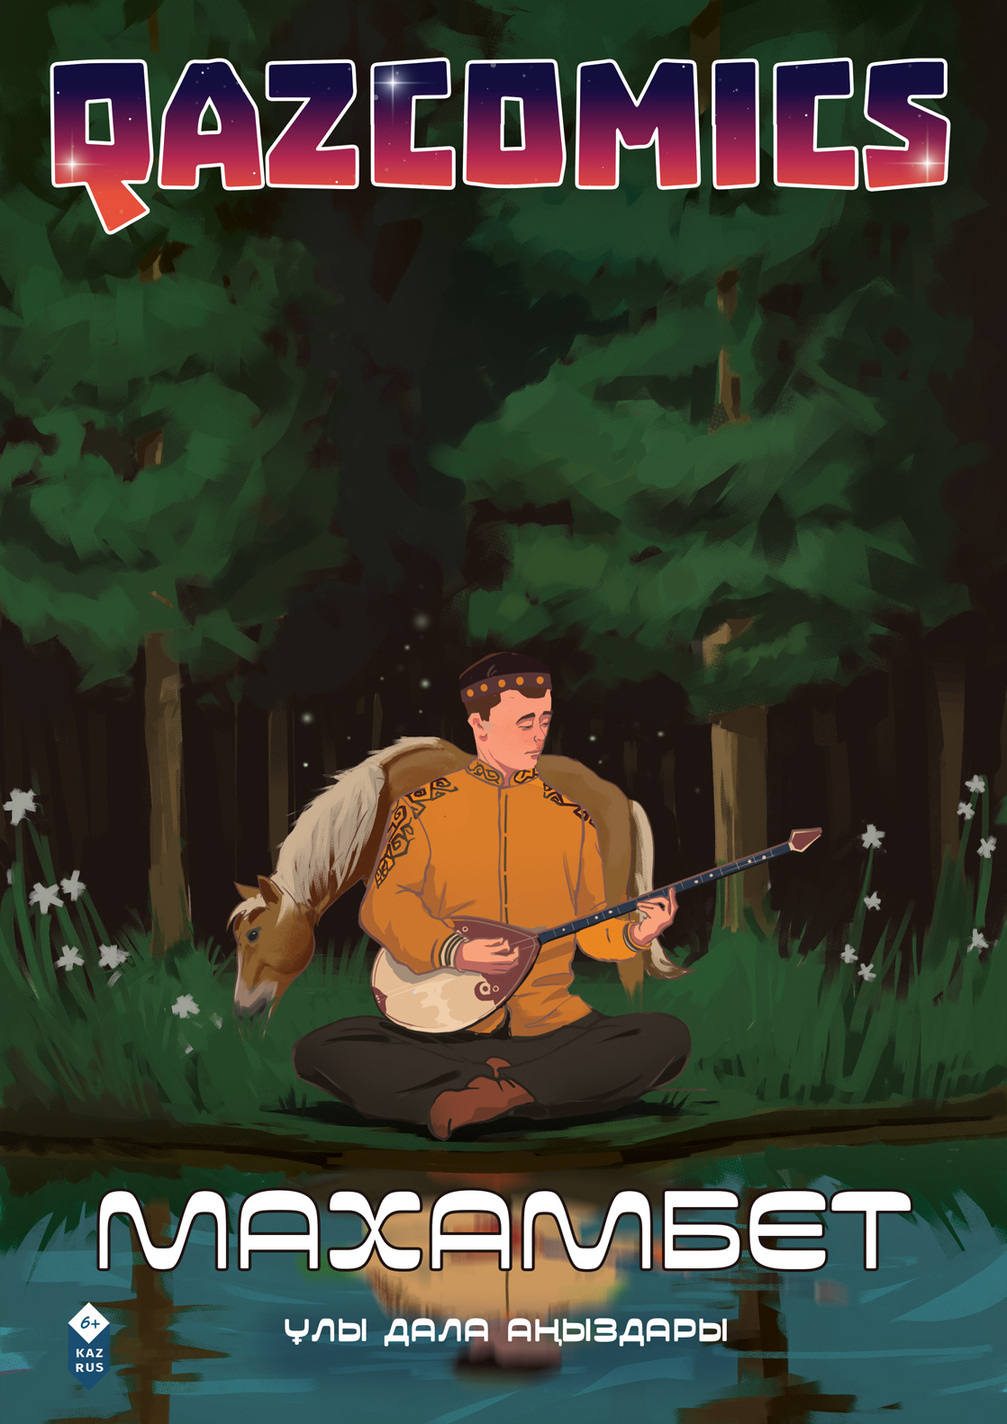 QAZCOMICS
МАХАМБЕТ
ҰЛЫ ДАЛА АҢЫЗДАРЫ
6+
KAZ
RUS